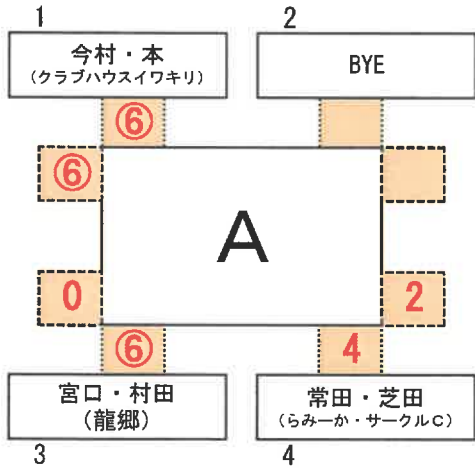 1
2
今村・本
(クラブハウスイワキリ)
BYE
⑥
⑥
A
0
2
⑥
4
宮口・村田
(龍郷)
常田・芝田
(らみーか・サークルC)
3
4